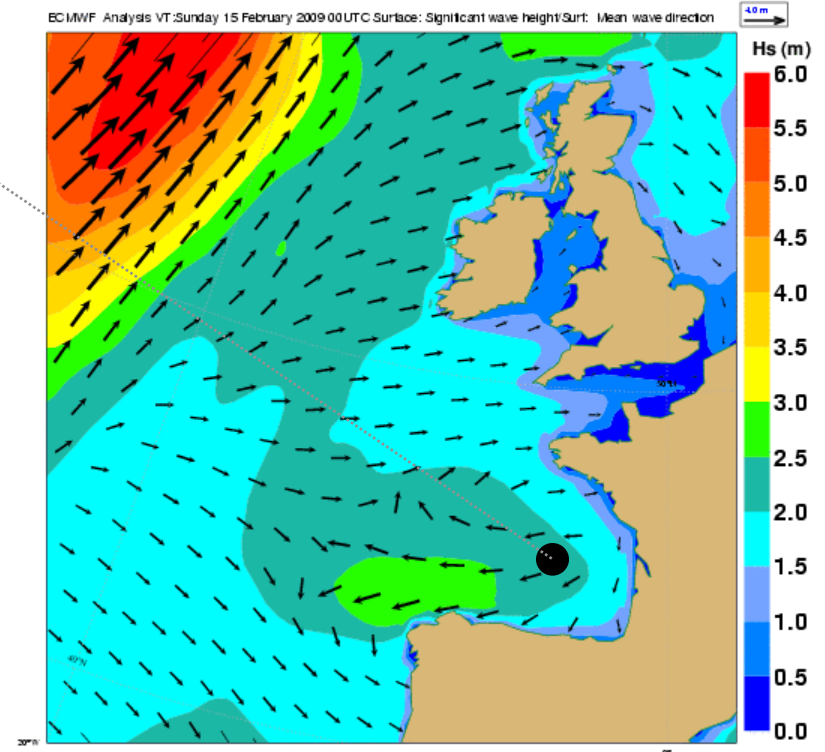 ECMWF Analysis VT:Sunday 15 February 2009 00UTC Surface: Significant wave height/Surf: Mean wave direction
4.0 m
Hs (m)
6.0
5.5
5.0
4.5
4.0
3.5
3.0
2.5
2.0
1.5
1.0
0.5
0.0
40°N
20°W